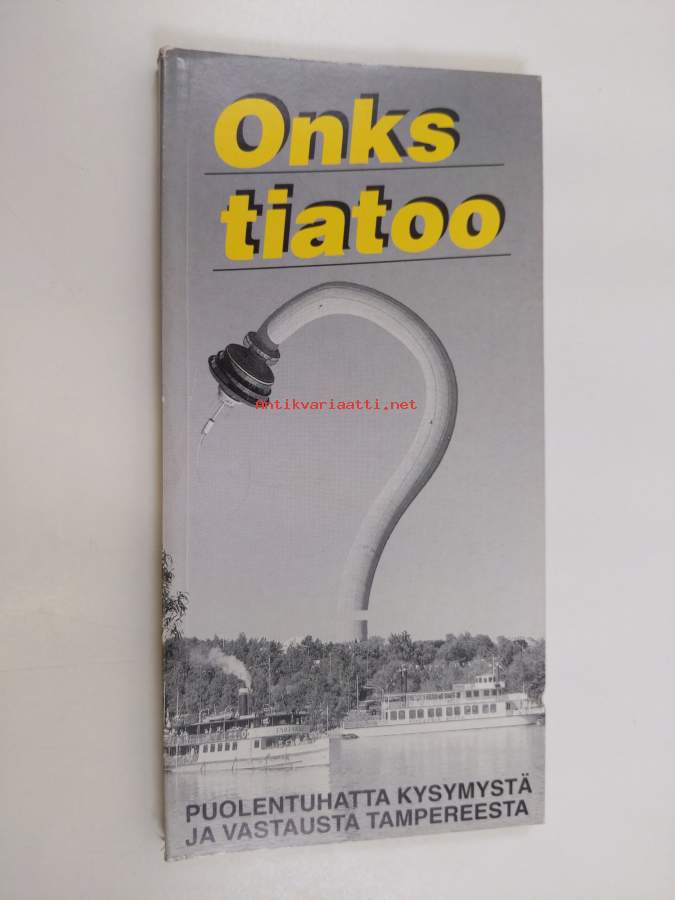 Onks
tiatoo
Antikvariaatti.net
PUOLENTUHATTA KYSYMYSTÄ
JA VASTAUSTA TAMPEREESTA